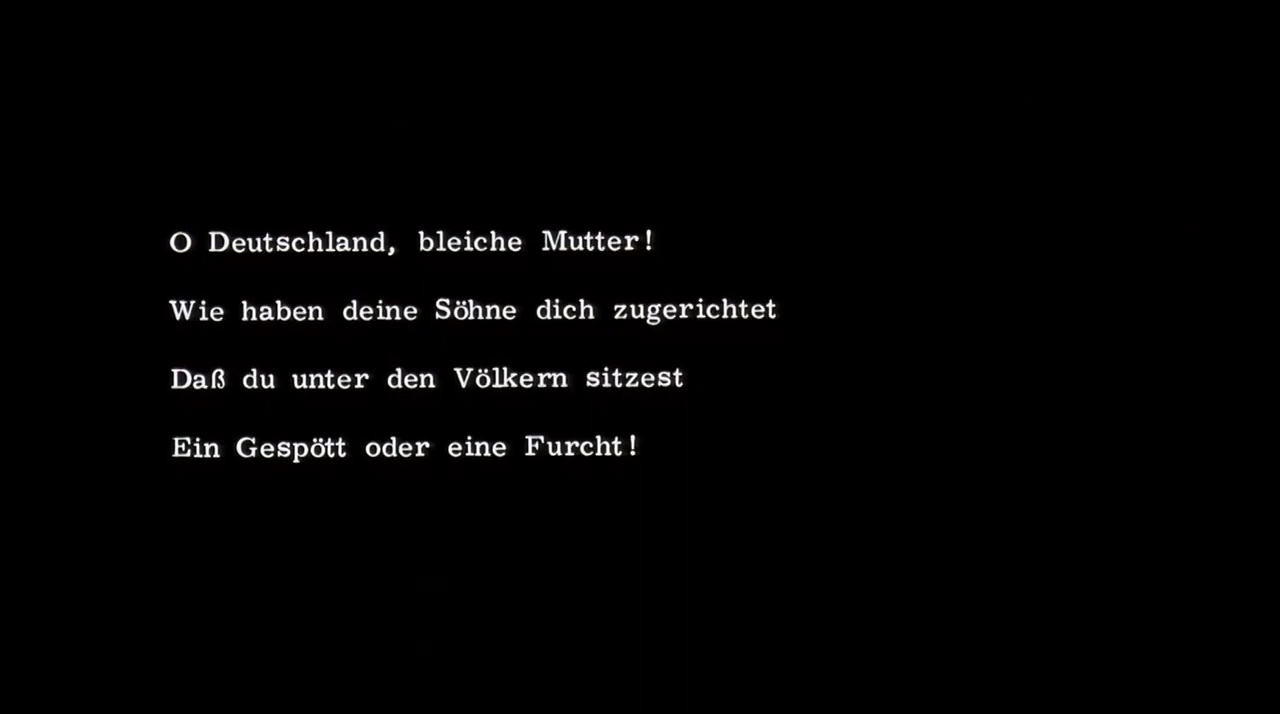 O Deutschland, bleiche Mutter!
Wie haben deine Söhne dich zugerichtet
Daß du unter den Völkern sitzest
Ein Gespött oder eine Furcht!